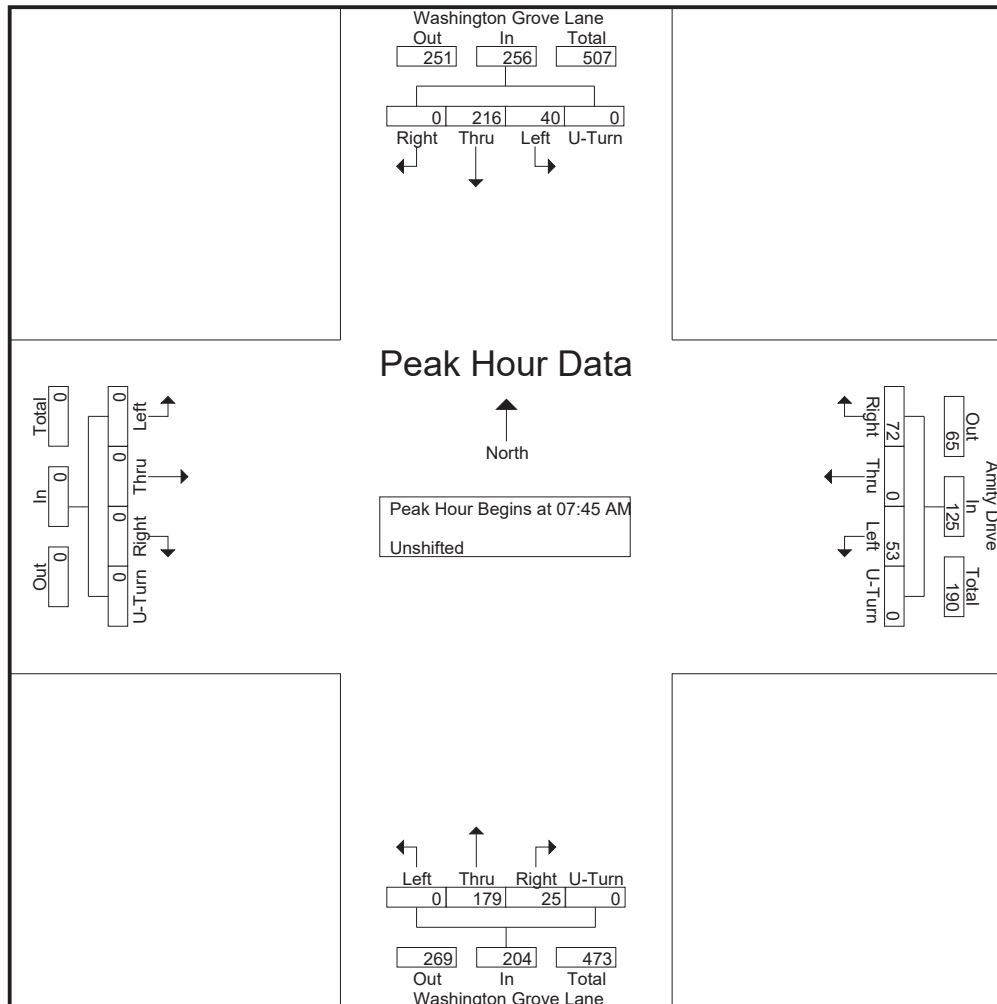 Washington Grove Lane
Out In Total
251 256 507
0 216 40 0
Right Thru Left U-Turn
Peak Hour Data
North
Peak Hour Begins at 07:45 AM
Unshifted
Total In Out
0 0 0
0 0 0 0
Left Thru Right U-Turn
Amity Drive
Out In Total
65 125 190
72 0 53 0
Right Thru Left U-Turn
Left Thru Right U-Turn
0 179 25 0
269 204 473
Out In Total
Washington Grove Lane